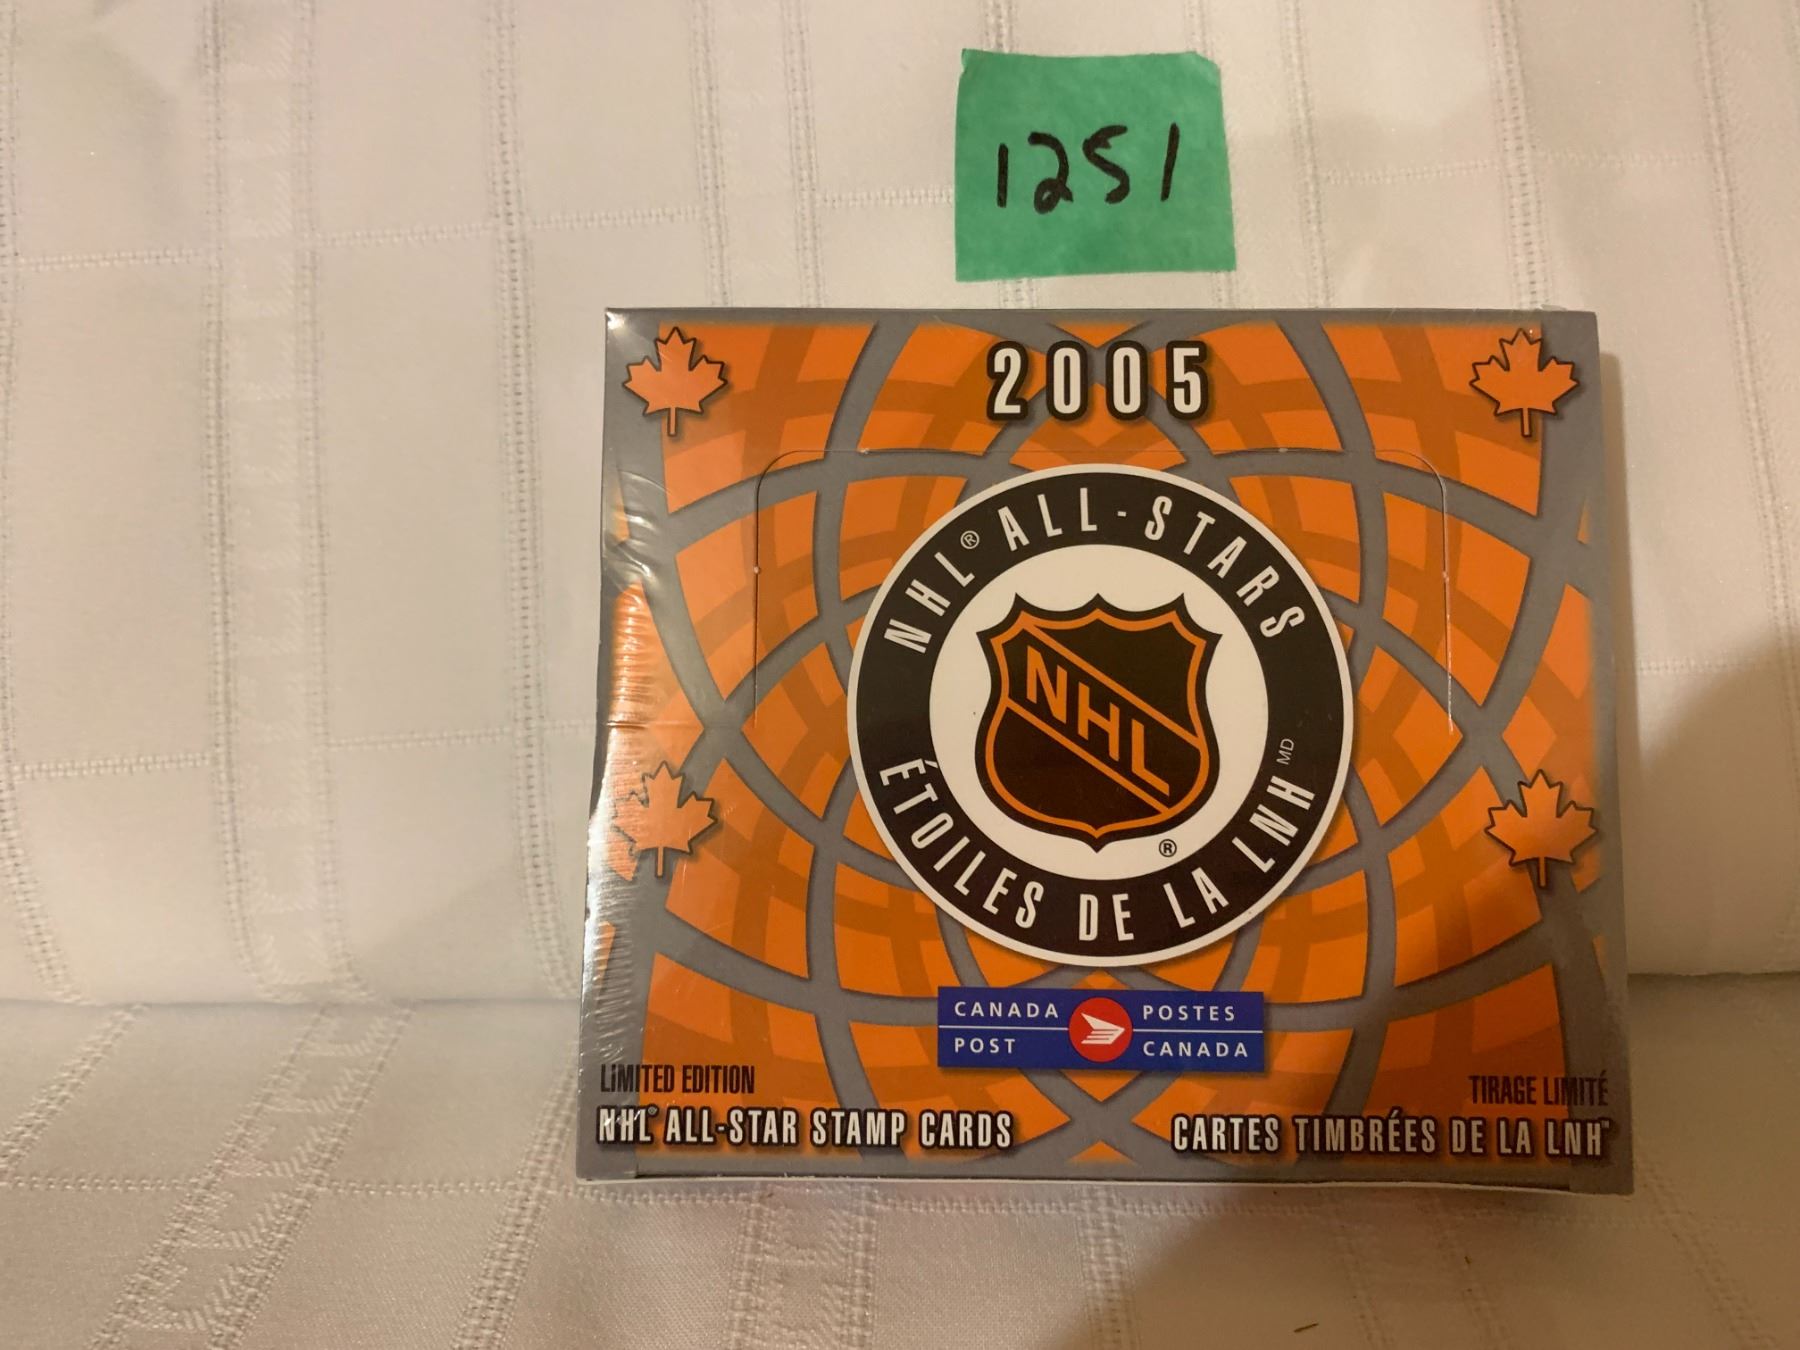 1251
2005
NHL® ALL-STARS
NHL
®
ÉTOILES DE LA LNH MD
CANADA POST
POSTES CANADA
LIMITED EDITION
NHL® ALL-STAR STAMP CARDS
TIRAGE LIMITÉ
CARTES TIMBRÉES DE LA LNH™